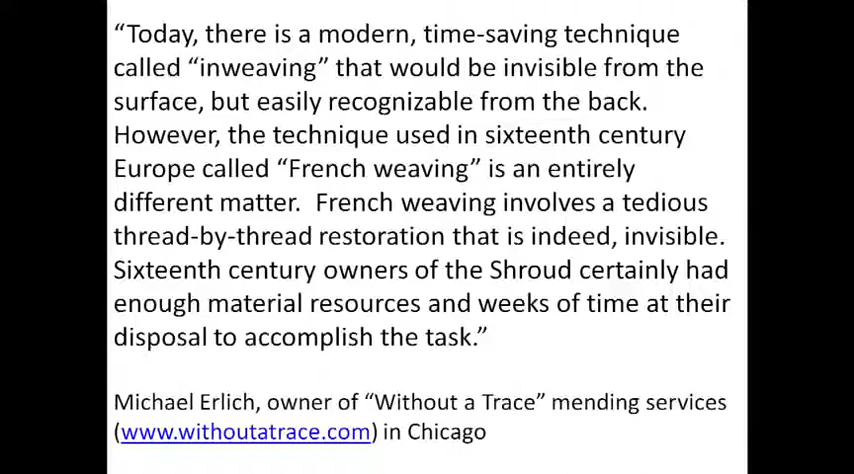 “Today, there is a modern, time-saving technique
called “inweaving” that would be invisible from the
surface, but easily recognizable from the back.
However, the technique used in sixteenth century
Europe called “French weaving” is an entirely
different matter.  French weaving involves a tedious
thread-by-thread restoration that is indeed, invisible.
Sixteenth century owners of the Shroud certainly had
enough material resources and weeks of time at their
disposal to accomplish the task.”
Michael Erlich, owner of “Without a Trace” mending services
(www.withoutatrace.com) in Chicago